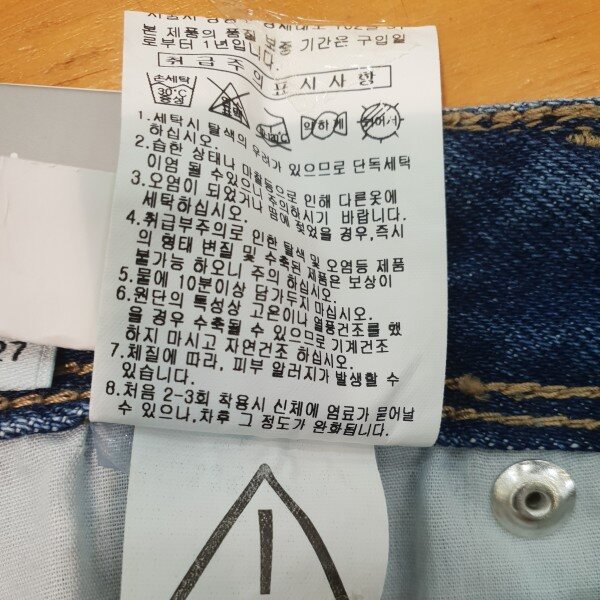 본 제품의 품질 보증 기간은 구입일
로부터 1년입니다.
취급주의표시사항
손세탁
30℃
중성
표백
약하게
1.세탁시 탈색의 우려가 있으므로 단독세탁
하십시오.
2.습한 상태나 마찰등으로 인해 다른옷에
이염 될 수있으니주의하시기 바랍니다.
3.오염이 되었거나 땀에 젖었을 경우,즉시
세탁하십시오.
4.취급부주의로 인한 탈색 및 오염등 제품
의 형태 변질 및 수축된 제품은 보상이
불가능 하오니 주의 하십시오.
5.물에 10분이상 담가두지 마십시오.
6.원단의 특성상 고온이나 열풍건조를 했
을 경우 수축될 수 있으므로 기계건조
하지 마시고 자연건조 하십시오.
7.체질에 따라, 피부 알러지가 발생할 수
있습니다.
8.처음 2-3회 착용시 신체에 염료가 묻어날
수 있으나,차후 그 정도가 완화됩니다.
27